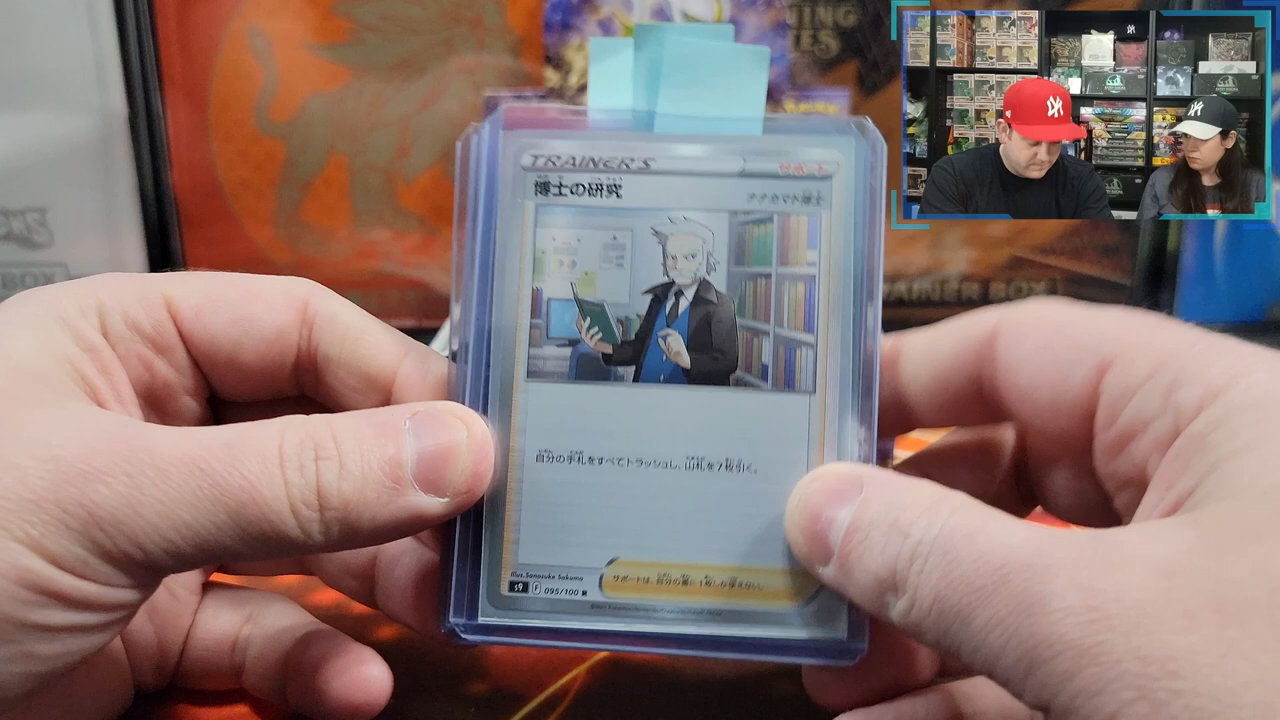 TRAINER'S
サポート
博士の研究
ナナカマド博士
自分の手札をすべてトラッシュし、山札を7枚引く。
サポートは、自分の番に1枚しか使えない。
Illus. Sanosuke Sakuma
s9 F 095/100 R
RAINER BOX
BOX